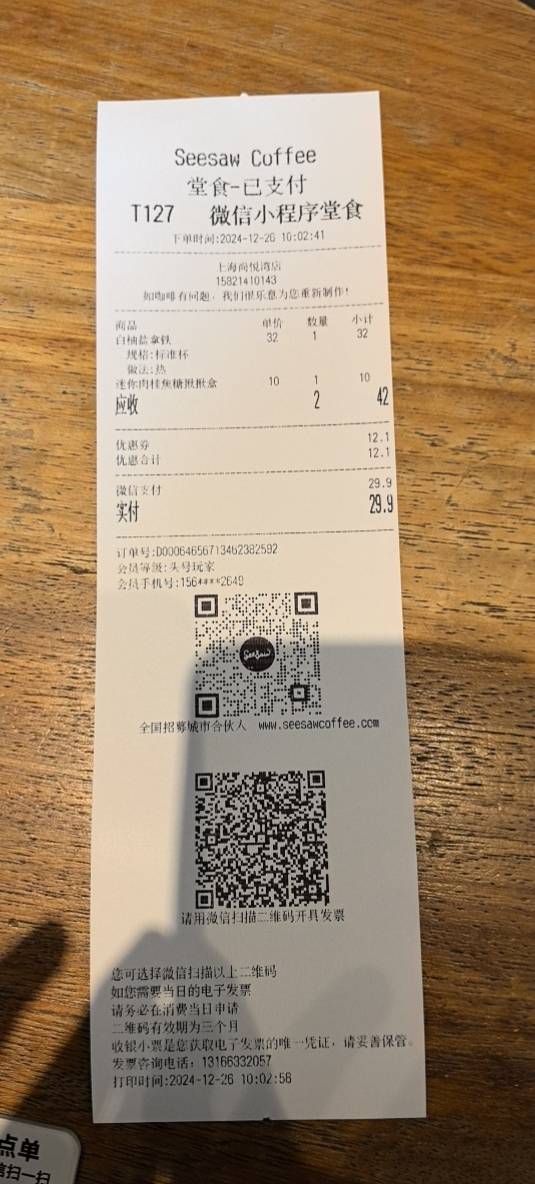 Seesaw Coffee
堂食-已支付
T127 微信小程序堂食
下单时间:2024-12-26 10:02:41
上海尚悦湾店
15821410143
如咖啡有问题，我们很乐意为您重新制作!
商品 单价 数量 小计
白柚盐拿铁 32 1 32
规格:标准杯
做法:热
迷你肉桂焦糖揪揪盒 10 1 10
应收 2 42
优惠券 12.1
优惠合计 12.1
微信支付 29.9
实付 29.9
订单号:D00064656713462382592
会员等级:头号玩家
会员手机号:156****2649
SeeSaw
全国招募城市合伙人 www.seesawcoffee.com
请用微信扫描二维码开具发票
您可选择微信扫描以上二维码
如您需要当日的电子发票
请务必在消费当日申请
二维码有效期为三个月
收银小票是您获取电子发票的唯一凭证，请妥善保管。
发票咨询电话：13166332057
打印时间:2024-12-26 10:02:56
点单
信扫一扫